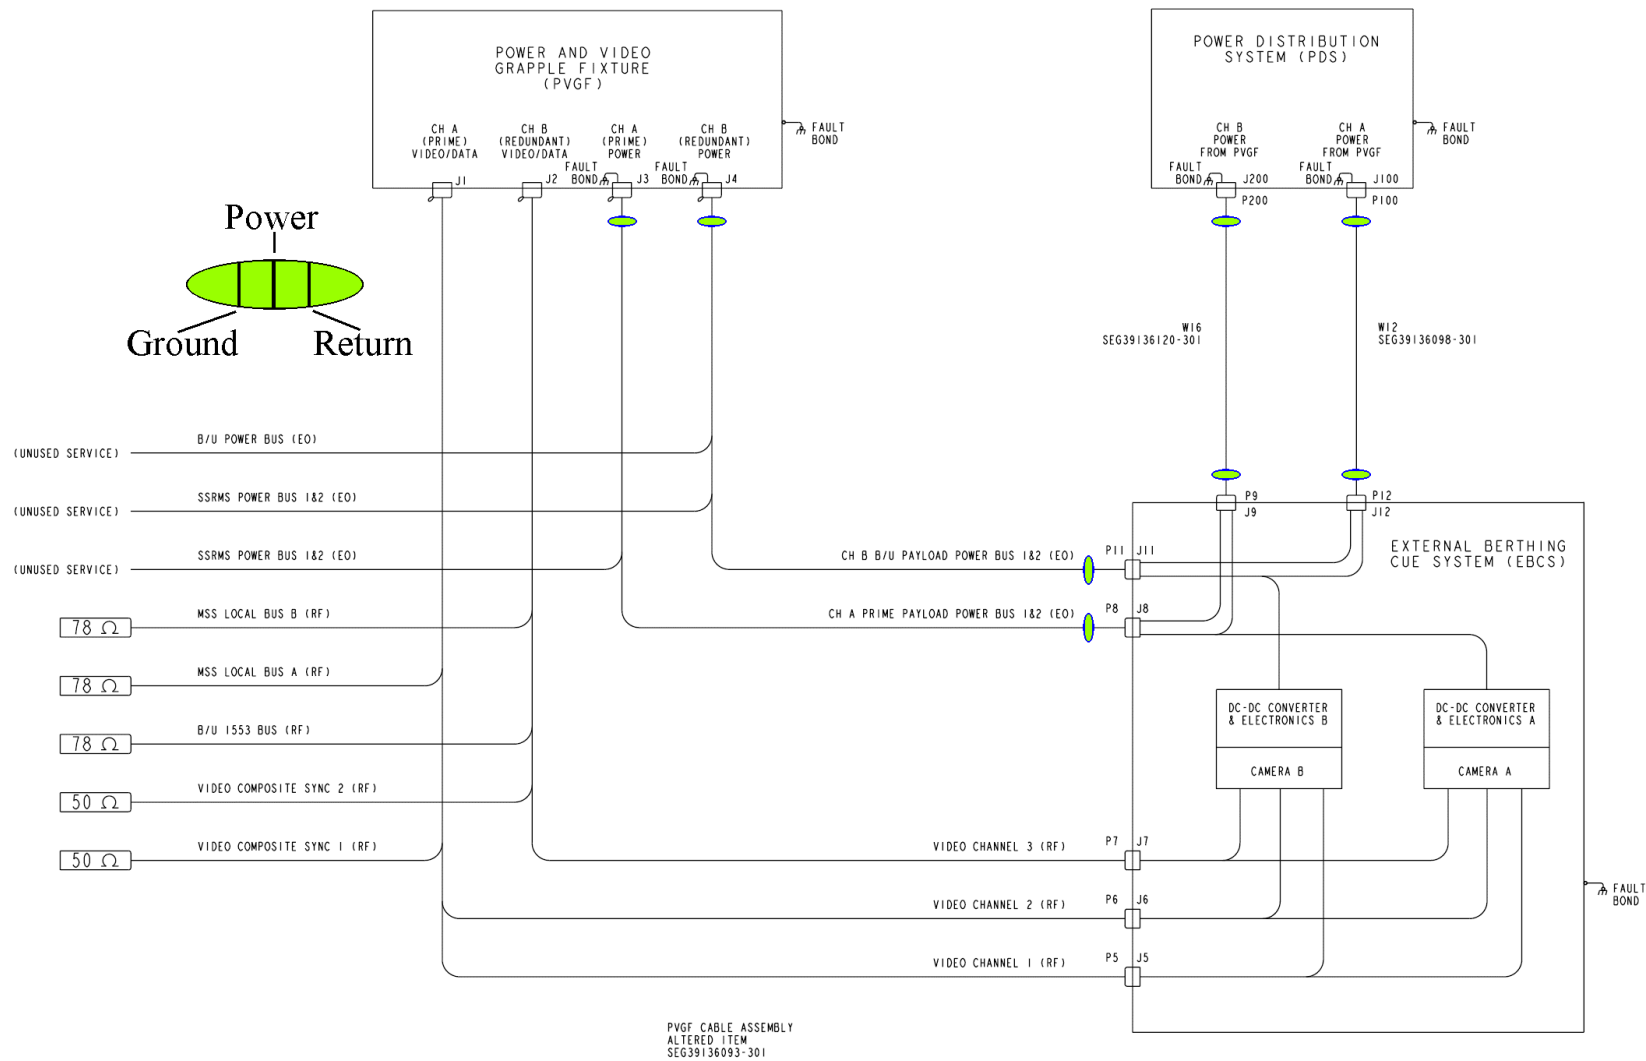 POWER AND VIDEO
GRAPPLE FIXTURE
(PVGF)
CH A
(PRIME)
VIDEO/DATA
CH B
(REDUNDANT)
VIDEO/DATA
CH A
(PRIME)
POWER
CH B
(REDUNDANT)
POWER
FAULT
BOND
FAULT
BOND
J1
J2
J3
J4
FAULT
BOND
POWER DISTRIBUTION
SYSTEM (PDS)
CH B
POWER
FROM PVGF
CH A
POWER
FROM PVGF
FAULT
BOND
FAULT
BOND
J200
P200
J100
P100
FAULT
BOND
Power
Ground
Return
W16
SEG39136120-301
W12
SEG39136098-301
(UNUSED SERVICE)
B/U POWER BUS (EO)
(UNUSED SERVICE)
SSRMS POWER BUS 1&2 (EO)
(UNUSED SERVICE)
SSRMS POWER BUS 1&2 (EO)
78 Ω
MSS LOCAL BUS B (RF)
78 Ω
MSS LOCAL BUS A (RF)
78 Ω
B/U 1553 BUS (RF)
50 Ω
VIDEO COMPOSITE SYNC 2 (RF)
50 Ω
VIDEO COMPOSITE SYNC 1 (RF)
CH B B/U PAYLOAD POWER BUS 1&2 (EO)
P11
J11
CH A PRIME PAYLOAD POWER BUS 1&2 (EO)
P8
J8
P9
J9
P12
J12
EXTERNAL BERTHING
CUE SYSTEM (EBCS)
DC-DC CONVERTER
& ELECTRONICS B
CAMERA B
DC-DC CONVERTER
& ELECTRONICS A
CAMERA A
VIDEO CHANNEL 3 (RF)
P7
J7
VIDEO CHANNEL 2 (RF)
P6
J6
VIDEO CHANNEL 1 (RF)
P5
J5
FAULT
BOND
PVGF CABLE ASSEMBLY
ALTERED ITEM
SEG39136093-301